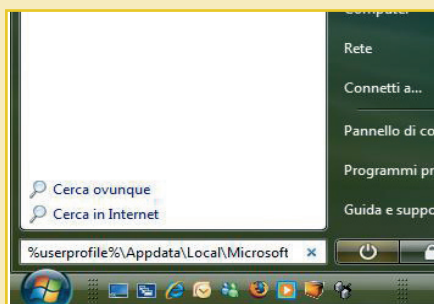 Rete
Connetti a...
Pannello di co
Programmi pr
Guida e suppo
Cerca ovunque
Cerca in Internet
%userprofile%\Appdata\Local\Microsoft